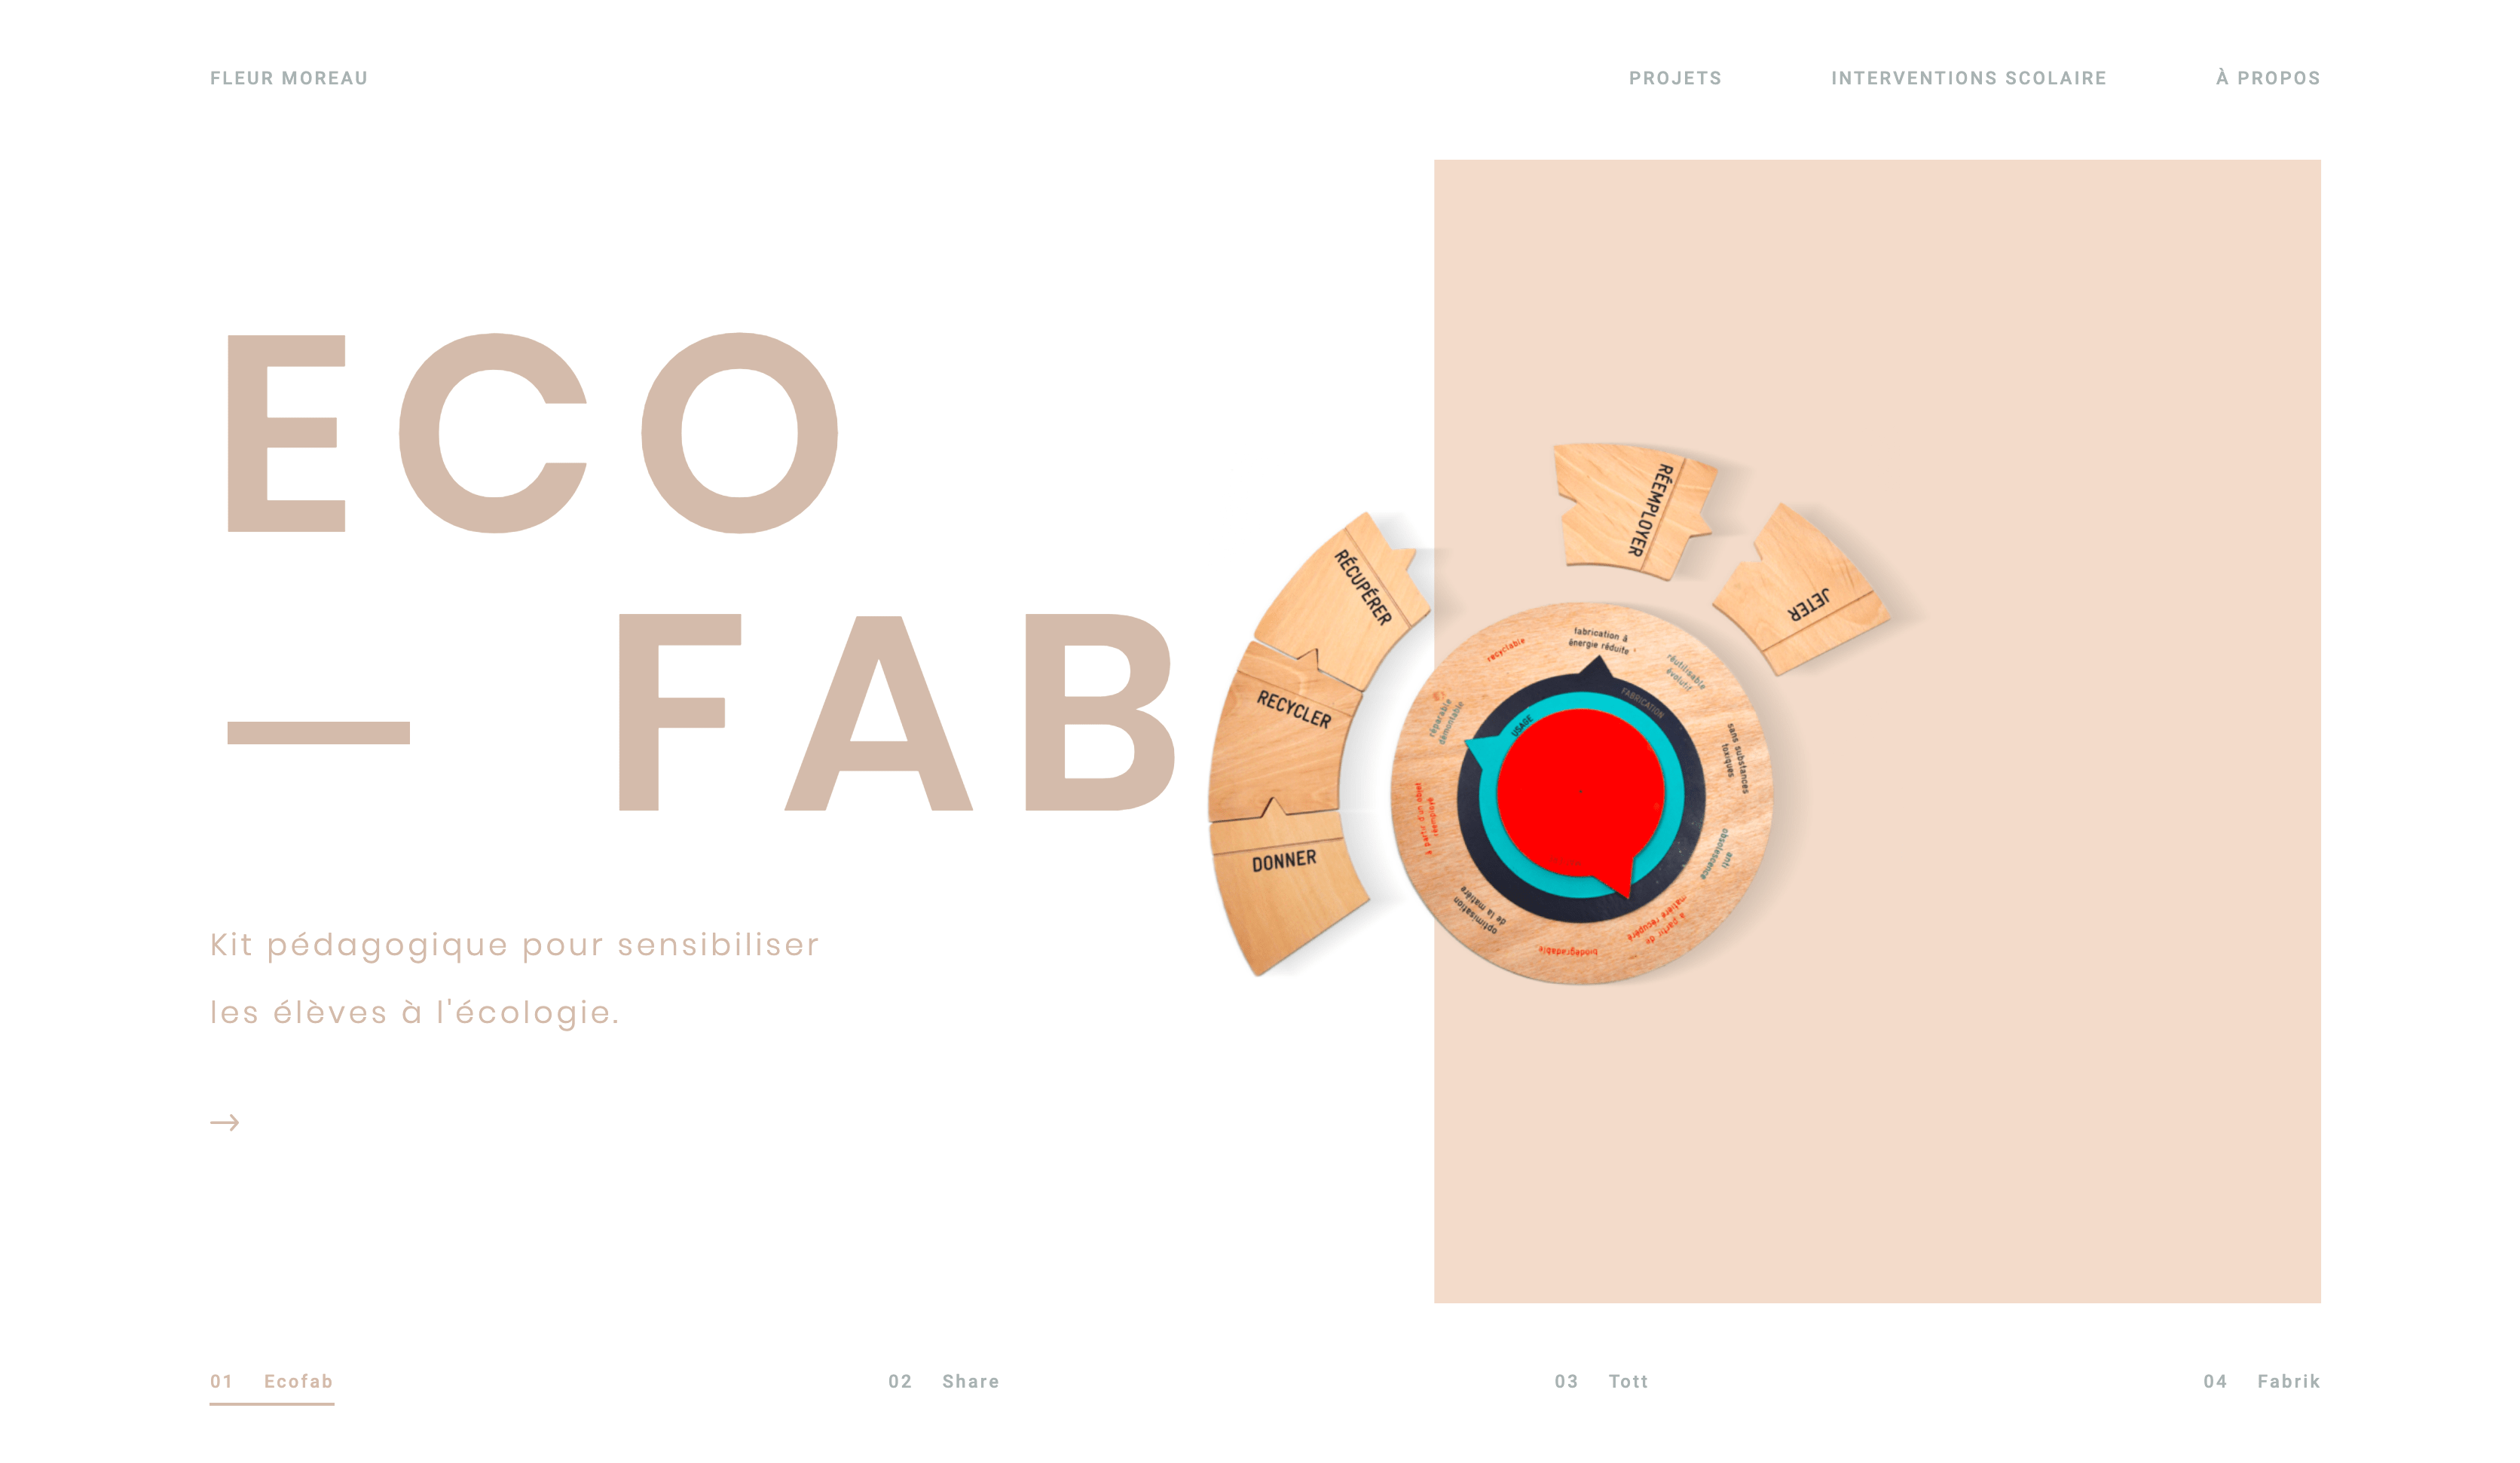 FLEUR MOREAU
PROJETS
INTERVENTIONS SCOLAIRE
À PROPOS
ECO
— FAB
Kit pédagogique pour sensibiliser
les élèves à l'écologie.
→
RÉCUPÉRER
RECYCLER
DONNER
RÉEMPLOYER
JETER
recyclable
fabrication à
énergie réduite
réutilisable
évolutif
sans substances
toxiques
anti
obsolescence
à partir de
matière récupéré
biodégradable
optimisation
de la matière
à partir d'un objet
réparable
démontable
FABRICATION
USAGE
01 Ecofab
02 Share
03 Tott
04 Fabrik